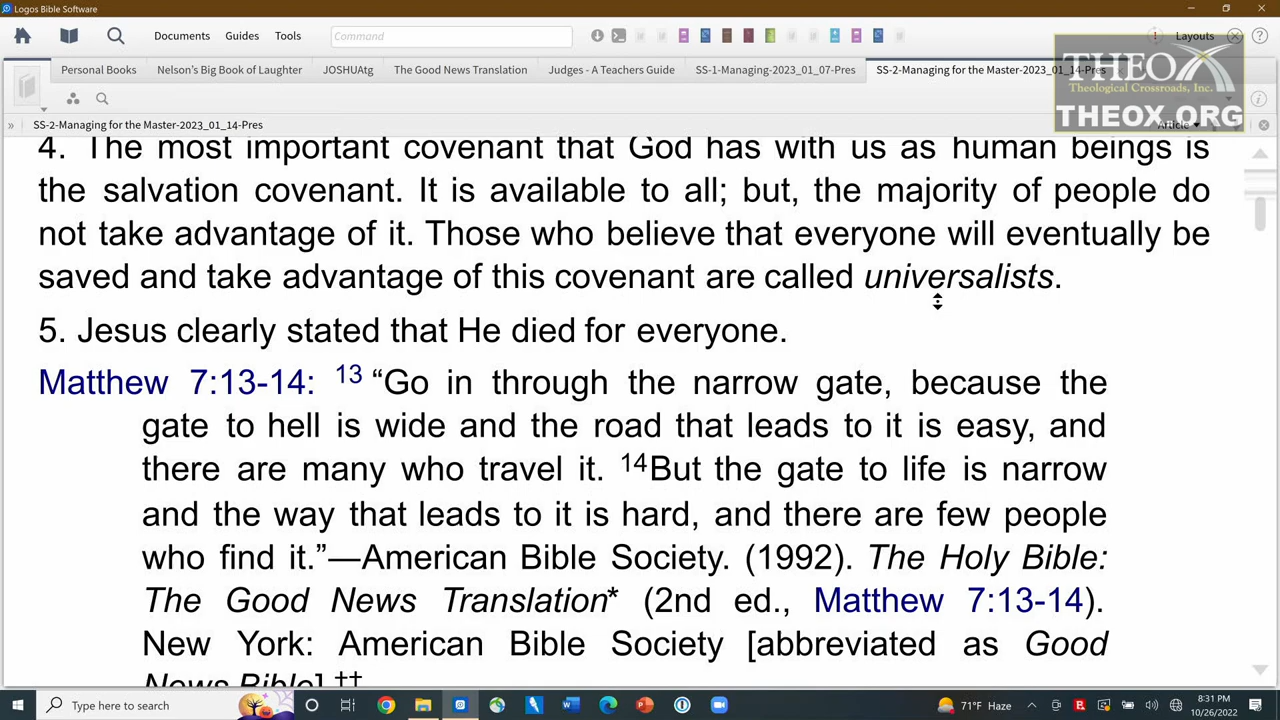 Logos Bible Software
Documents Guides Tools Command Layouts
THEOX
Theological Crossroads, Inc.
THEOX.ORG
Personal Books Nelson's Big Book of Laughter JOSHUA The Good News Translation Judges - A Teachers Guide SS-1-Managing-2023_01_07-Pres SS-2-Managing for the Master-2023_01_14-Pres
» SS-2-Managing for the Master-2023_01_14-Pres Article
4. The most important covenant that God has with us as human beings is
the salvation covenant. It is available to all; but, the majority of people do
not take advantage of it. Those who believe that everyone will eventually be
saved and take advantage of this covenant are called universalists.
5. Jesus clearly stated that He died for everyone.
Matthew 7:13-14: 13 “Go in through the narrow gate, because the
gate to hell is wide and the road that leads to it is easy, and
there are many who travel it. 14But the gate to life is narrow
and the way that leads to it is hard, and there are few people
who find it.”—American Bible Society. (1992). The Holy Bible:
The Good News Translation* (2nd ed., Matthew 7:13-14).
New York: American Bible Society [abbreviated as Good
News Bible].††
Type here to search 71°F Haze 8:31 PM
10/26/2022